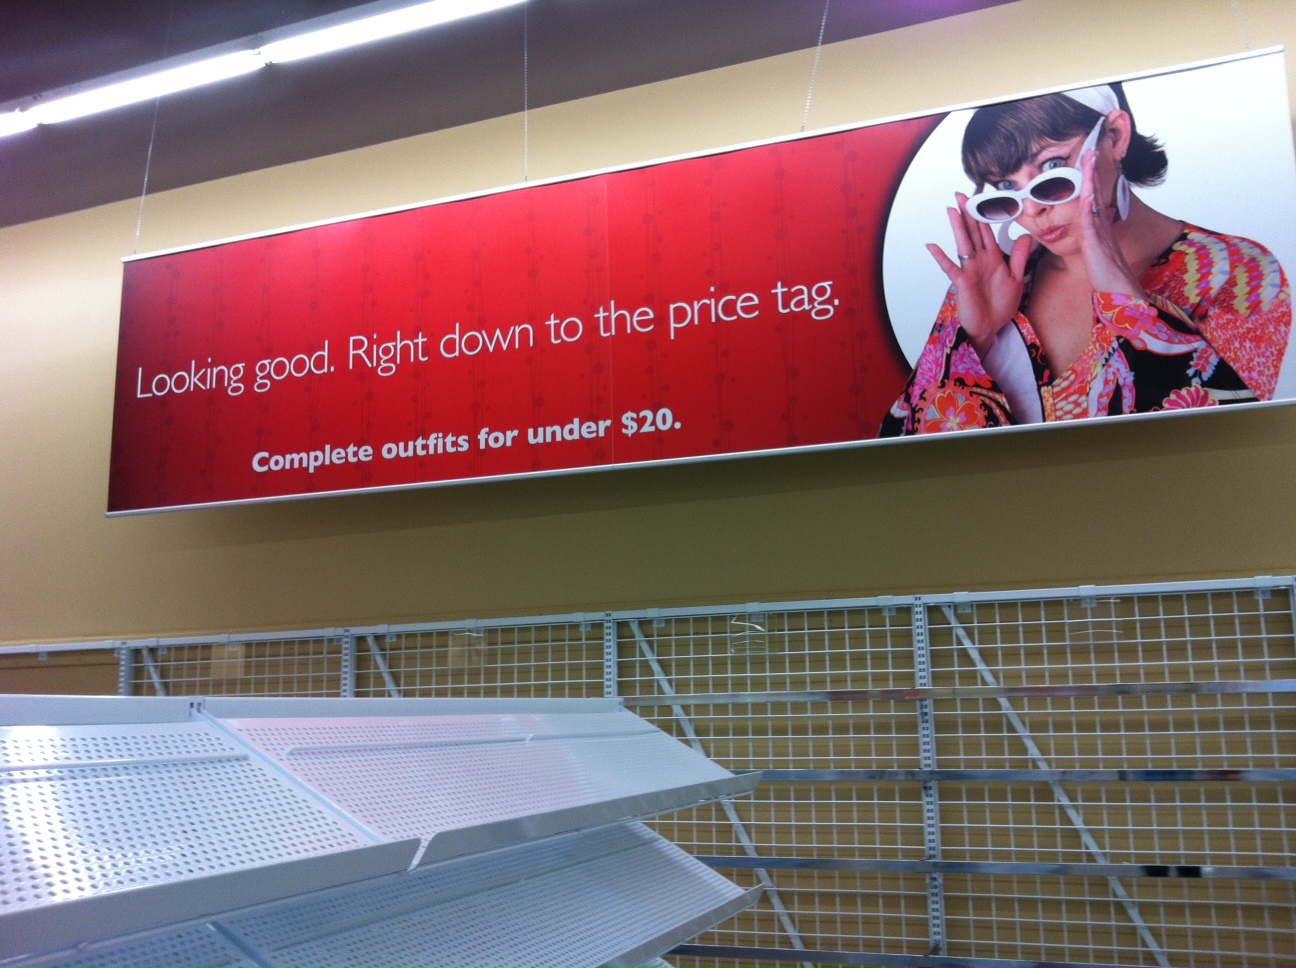 Looking good. Right down to the price tag.
Complete outfits for under $20.